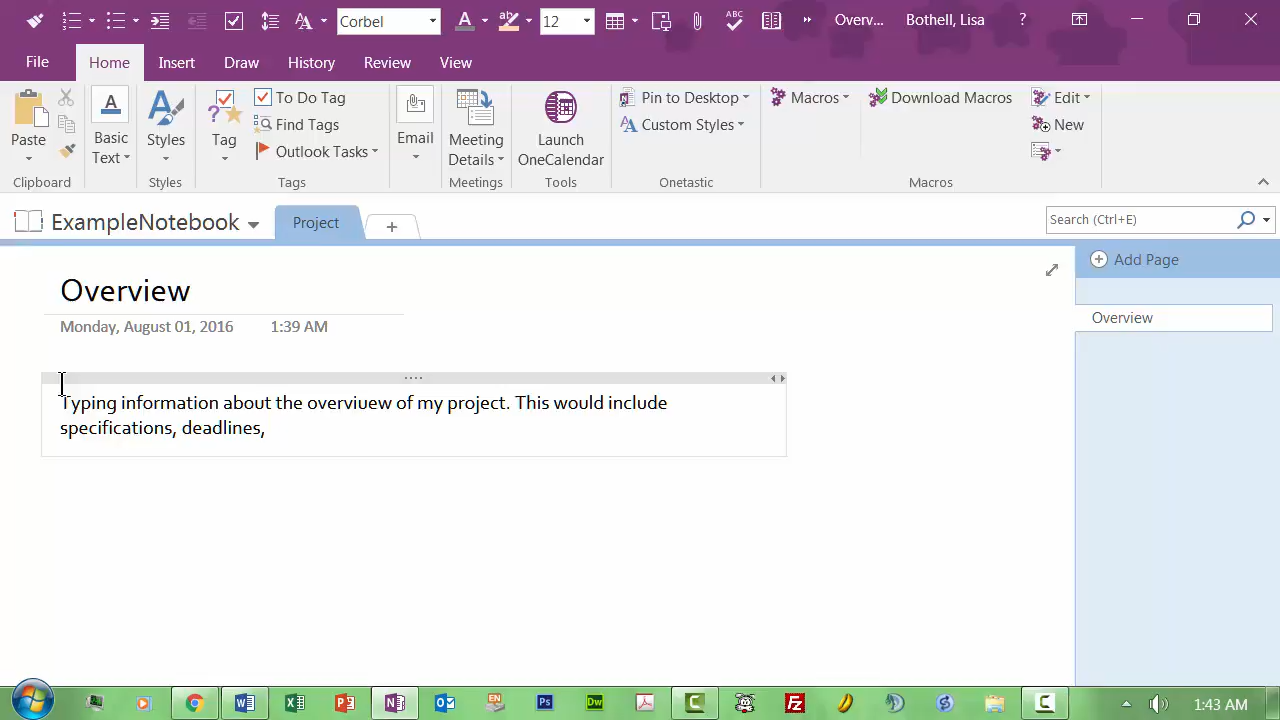 Corbel A ab 12 ABC Overv... Bothell, Lisa ?
File Home Insert Draw History Review View
Paste Clipboard
A Basic Text
Styles Styles
Tag To Do Tag Find Tags Outlook Tasks Tags
Email
Meeting Details Meetings
Launch OneCalendar Tools
Pin to Desktop Custom Styles Onetastic
Macros Download Macros Edit New Macros
ExampleNotebook Project + Search (Ctrl+E)
Add Page
Overview
Overview
Monday, August 01, 2016 1:39 AM
Typing information about the overviuew of my project. This would include
specifications, deadlines,
1:43 AM